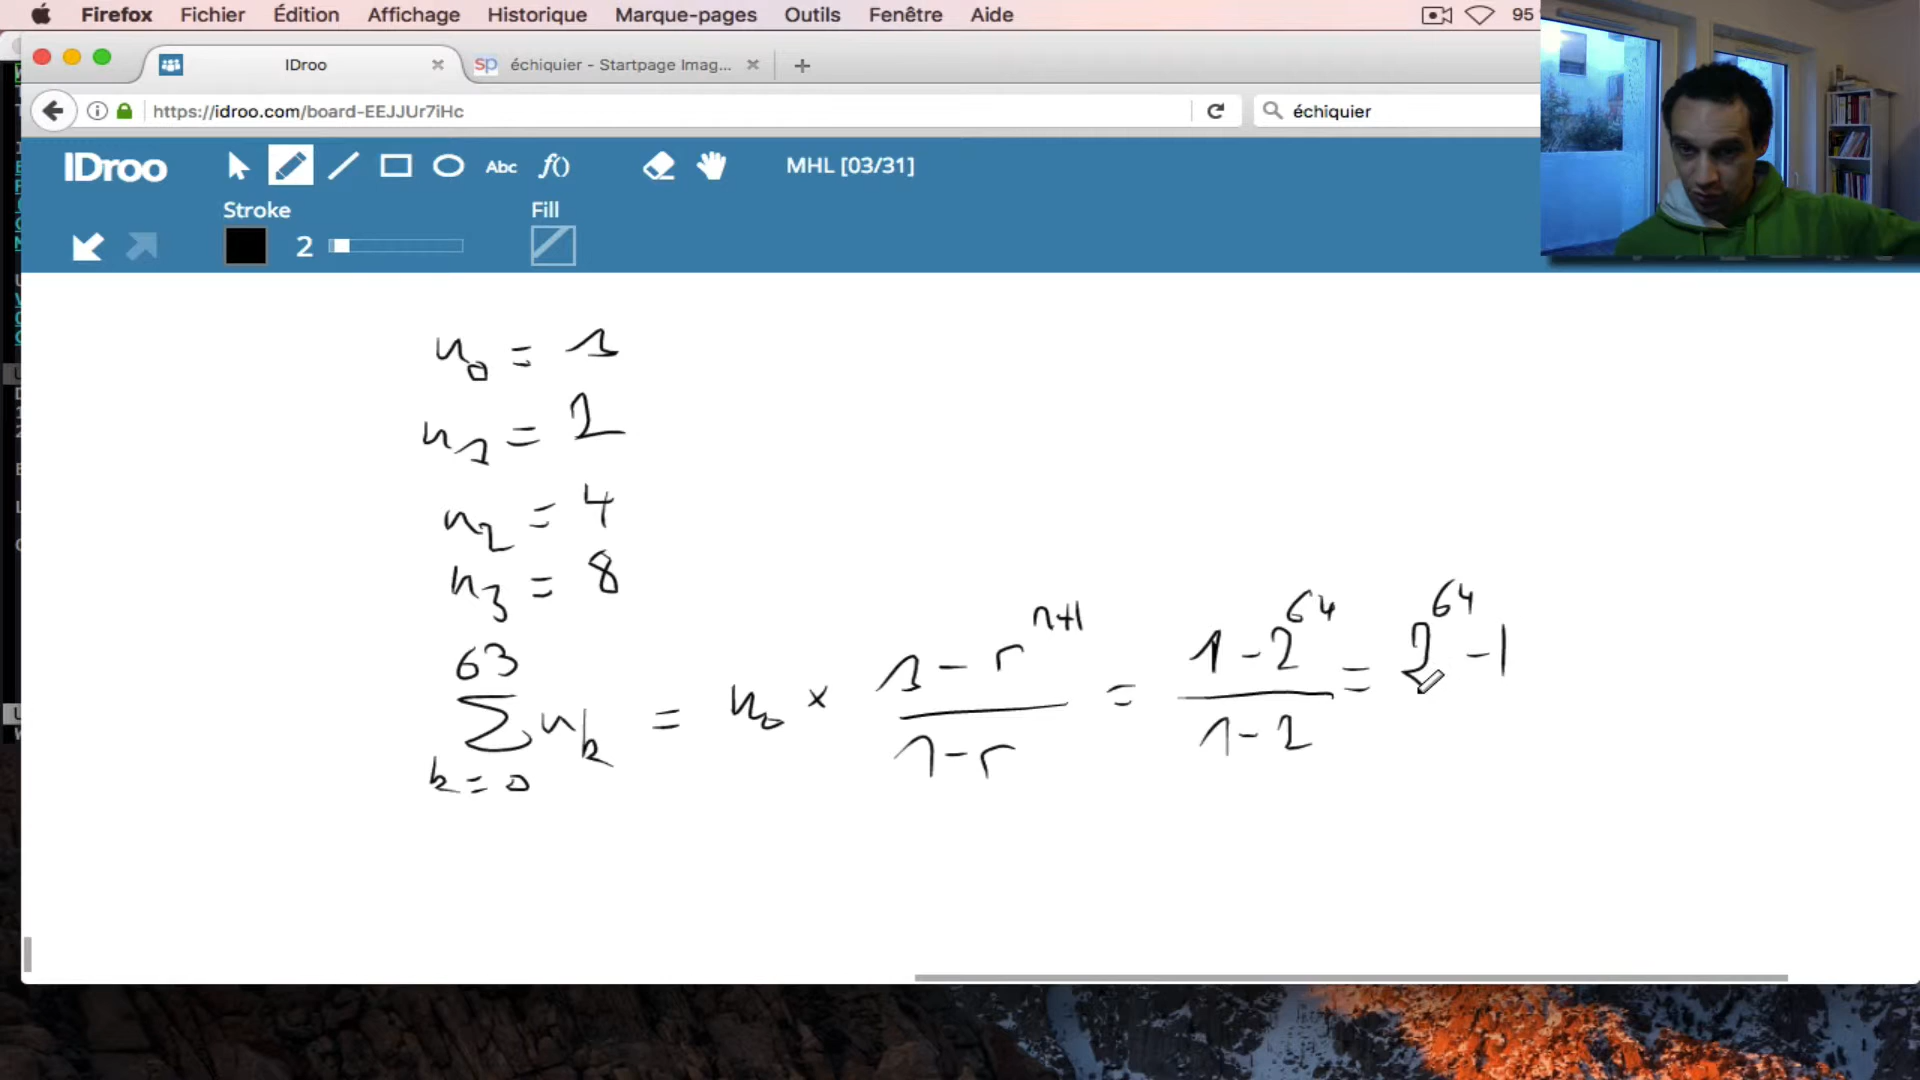 Firefox Fichier Édition Affichage Historique Marque-pages Outils Fenêtre Aide 95
IDroo
sp échiquier - Startpage Imag...
https://idroo.com/board-EEJJUr7iHc
échiquier
IDroo Abc f() MHL [03/31]
Stroke Fill
2
u₀ = 1
u₁ = 2
u₂ = 4
u₃ = 8
∑_{k=0}^{63} u_k = u₀ × (1 - r^{n+1}) / (1 - r) = (1 - 2^{64}) / (1 - 2) = 2^{64} - 1